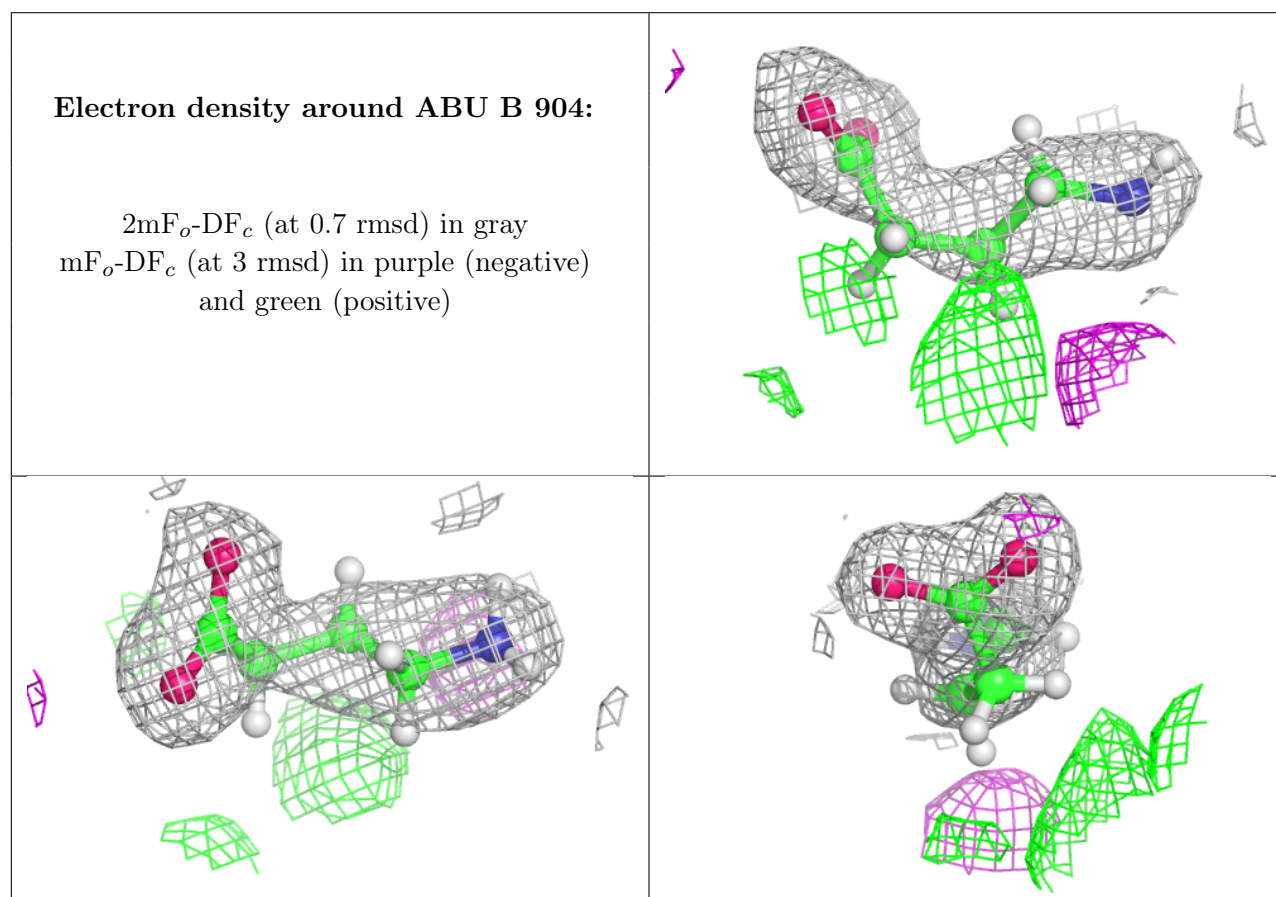 Electron density around ABU B 904:
2mFₒ-DF𝒸 (at 0.7 rmsd) in gray
mFₒ-DF𝒸 (at 3 rmsd) in purple (negative)
and green (positive)